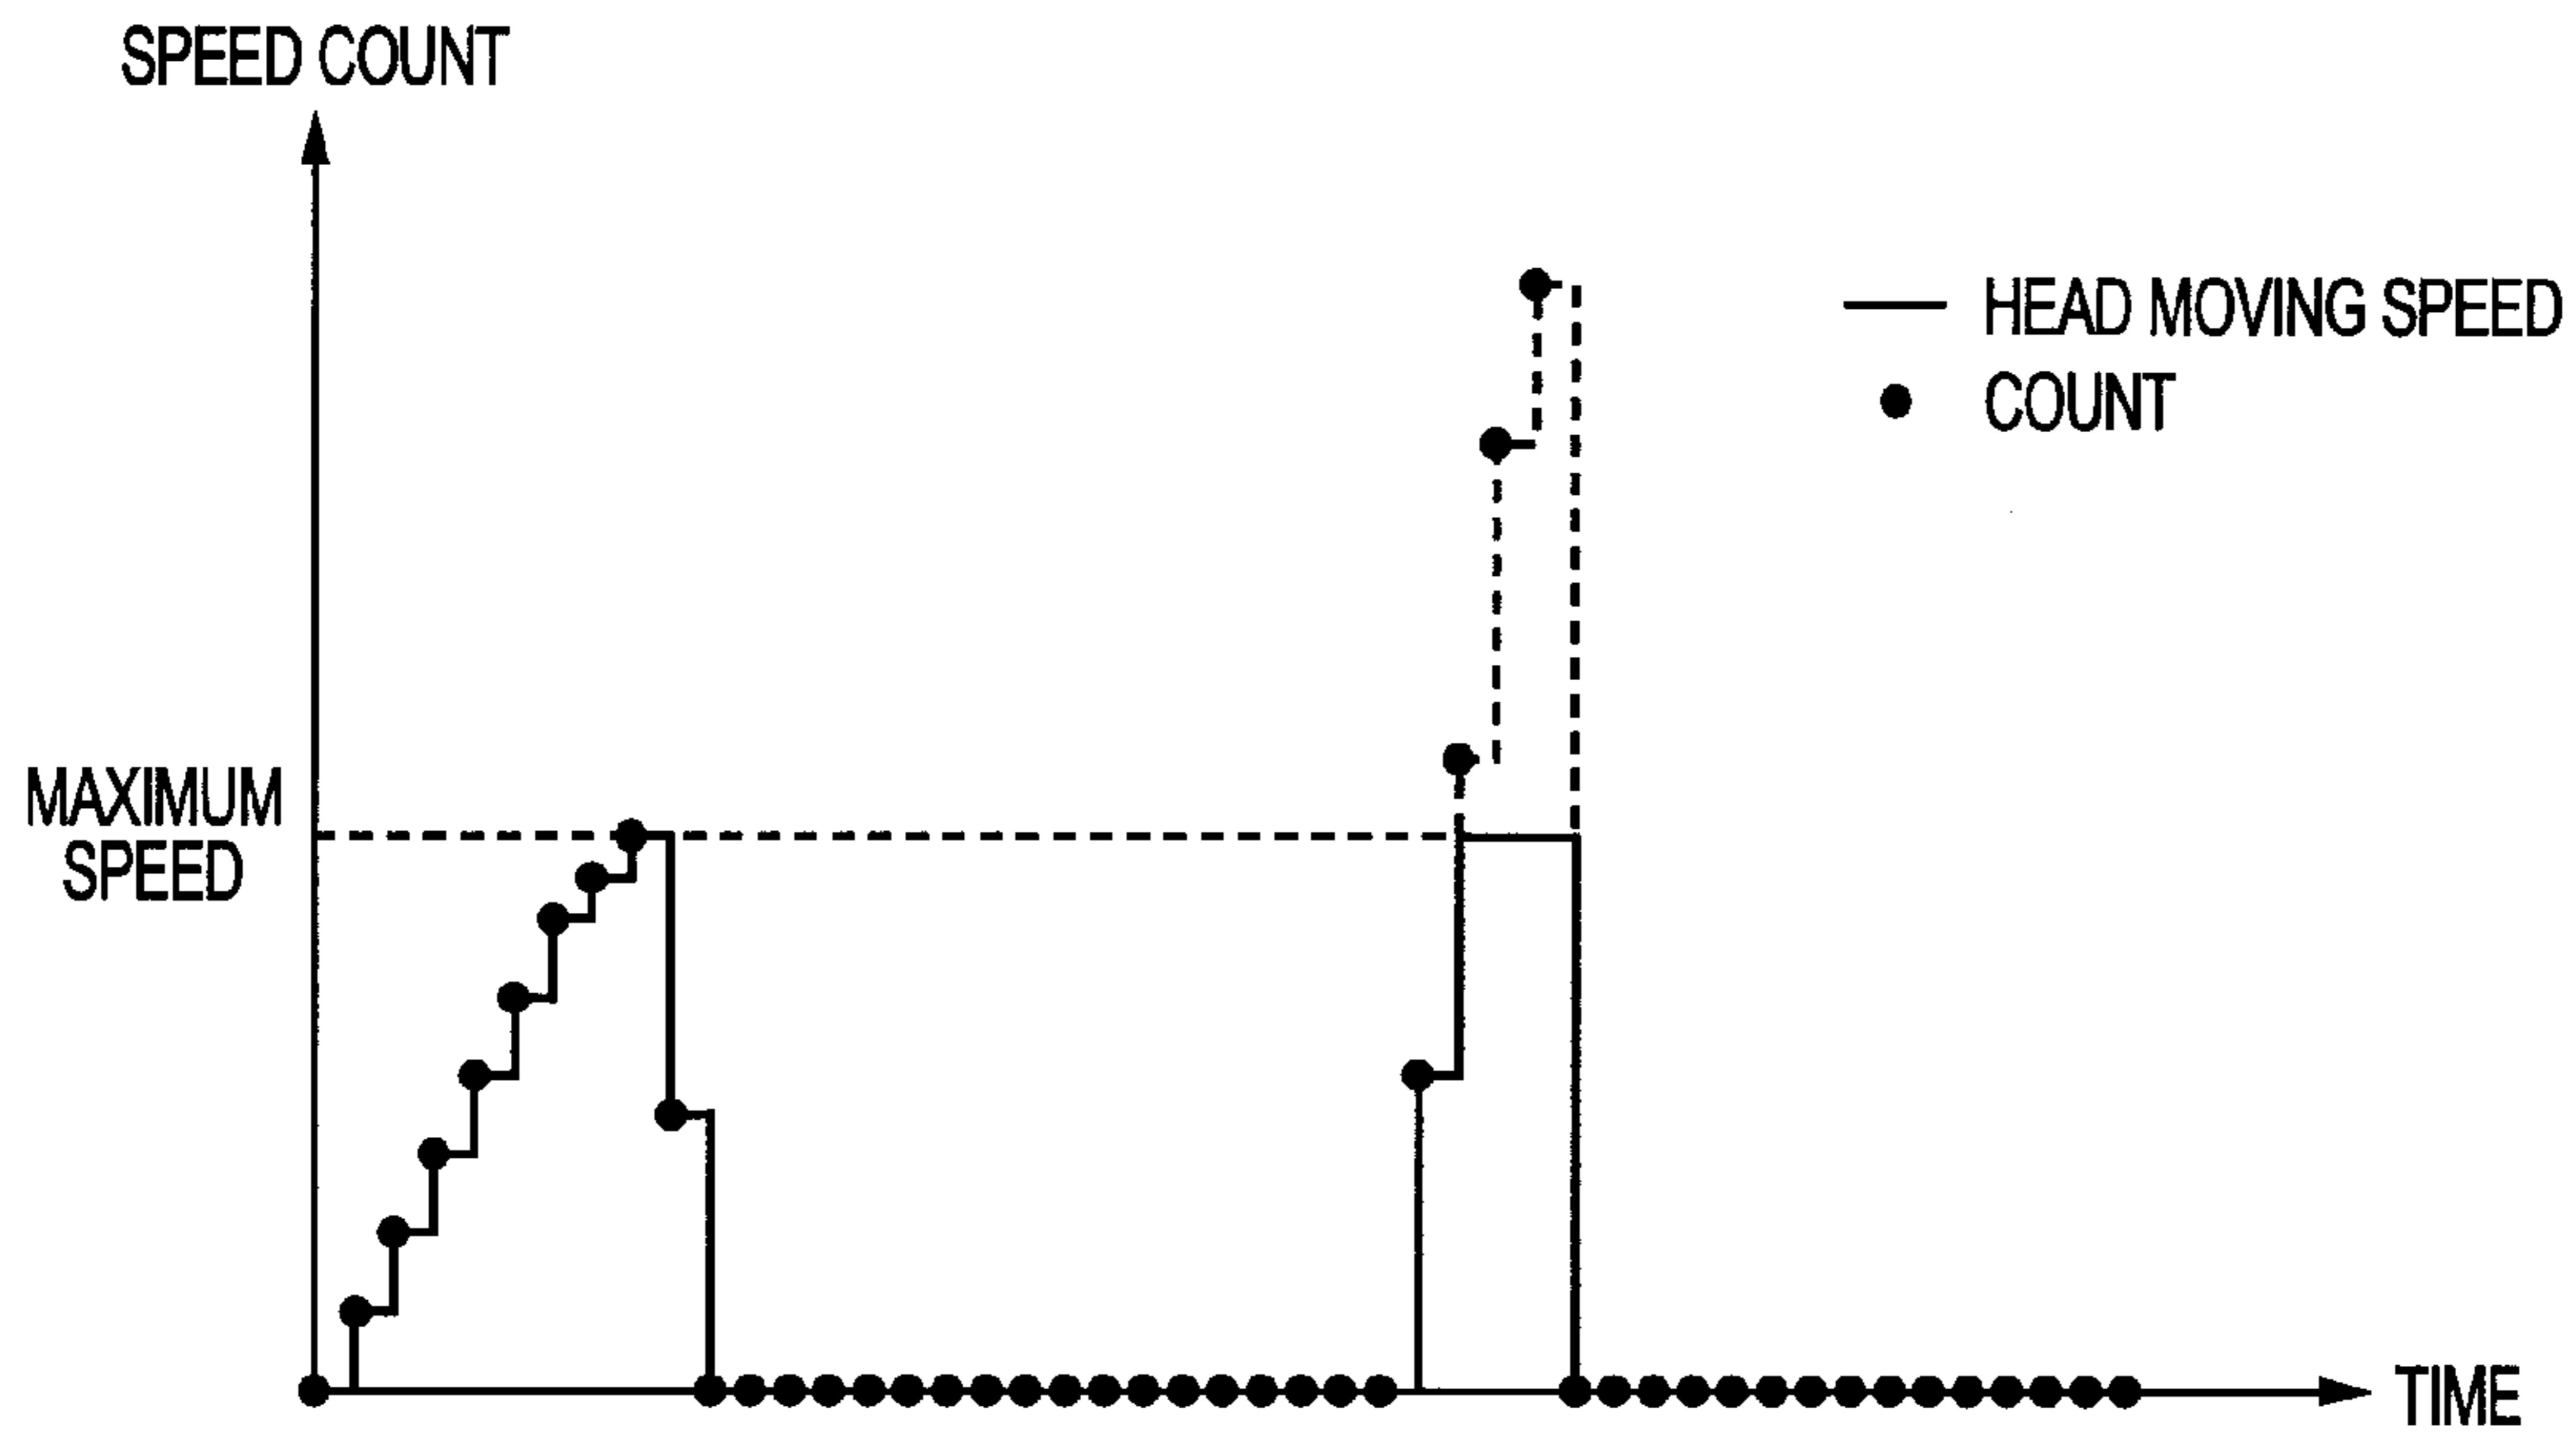 SPEED COUNT
HEAD MOVING SPEED
COUNT
MAXIMUM
SPEED
TIME